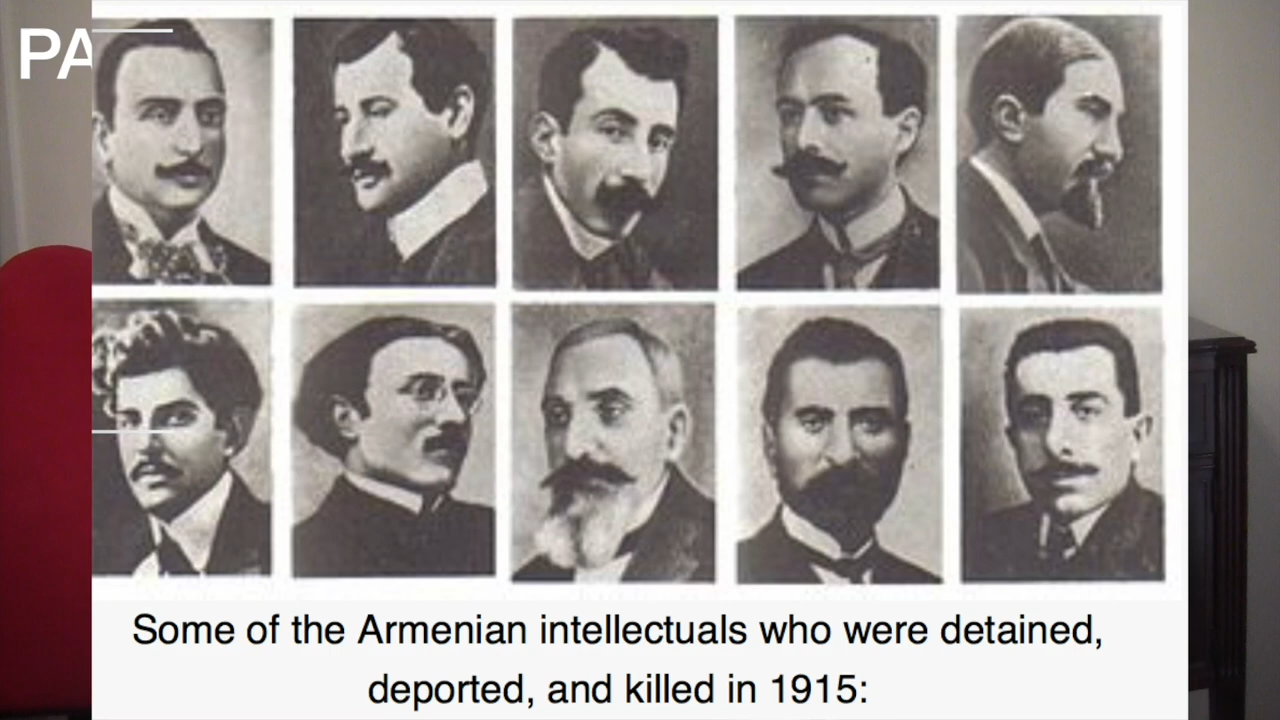 PA
Some of the Armenian intellectuals who were detained,
deported, and killed in 1915: